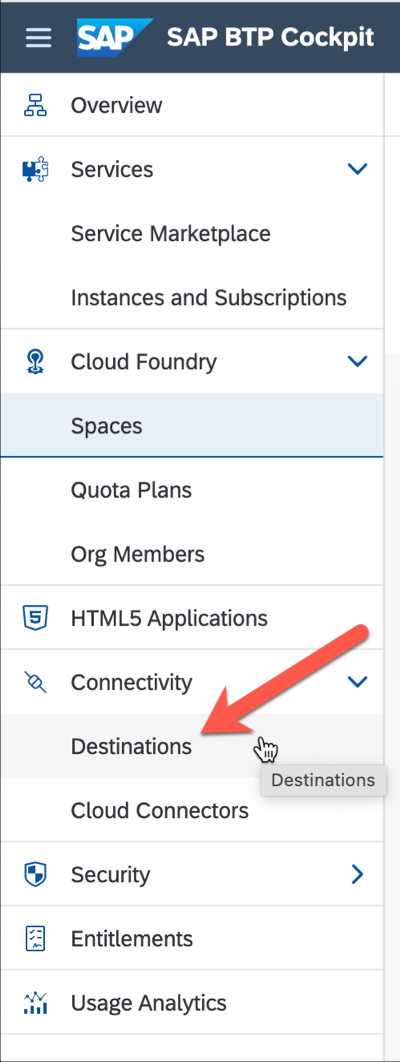 SAP SAP BTP Cockpit
Overview
Services
Service Marketplace
Instances and Subscriptions
Cloud Foundry
Spaces
Quota Plans
Org Members
5 HTML5 Applications
Connectivity
Destinations
Destinations
Cloud Connectors
Security
Entitlements
Usage Analytics